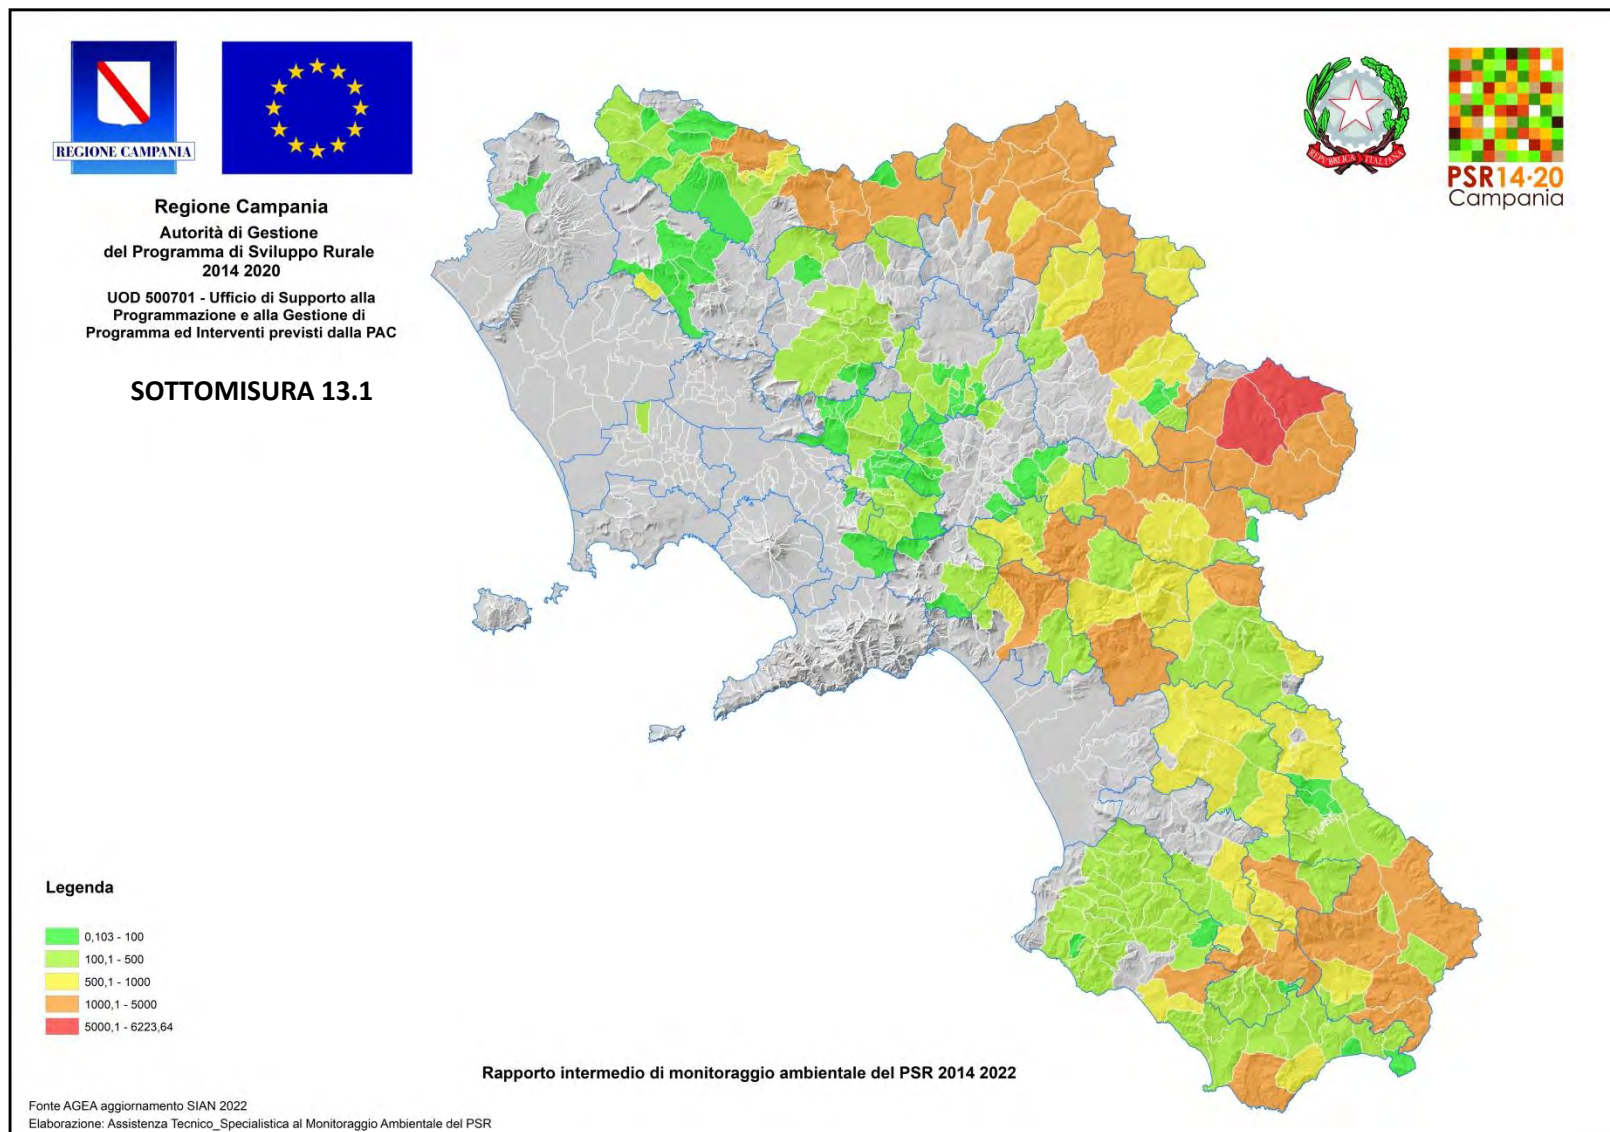 REGIONE CAMPANIA
Regione Campania
Autorità di Gestione
del Programma di Sviluppo Rurale
2014 2020
UOD 500701 - Ufficio di Supporto alla
Programmazione e alla Gestione di
Programma ed Interventi previsti dalla PAC
SOTTOMISURA 13.1
REPVBBLICA ITALIANA
PSR14·20
Campania
Legenda
0,103 - 100
100,1 - 500
500,1 - 1000
1000,1 - 5000
5000,1 - 6223,64
Rapporto intermedio di monitoraggio ambientale del PSR 2014 2022
Fonte AGEA aggiornamento SIAN 2022
Elaborazione: Assistenza Tecnico_Specialistica al Monitoraggio Ambientale del PSR